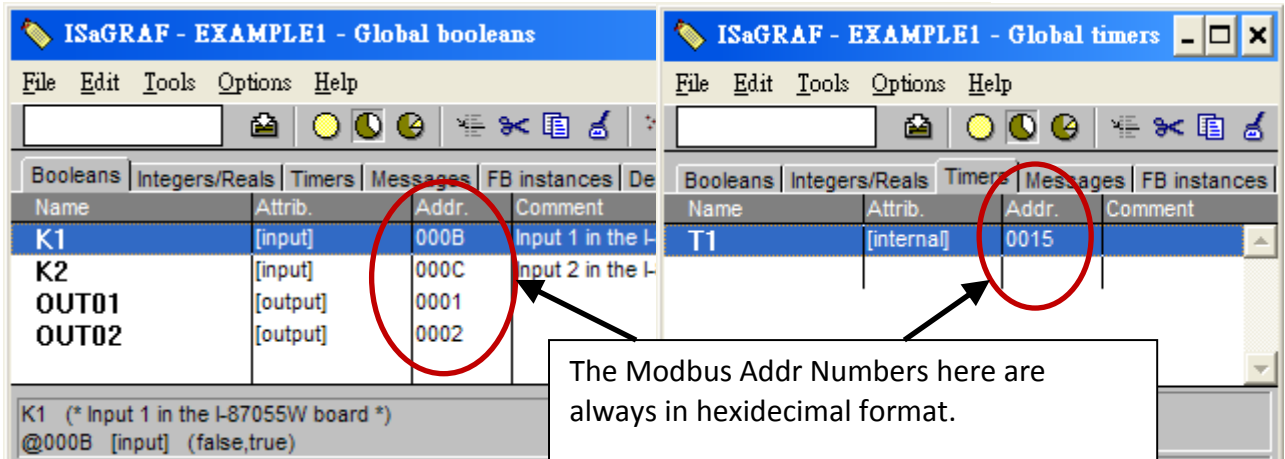 ISaGRAF - EXAMPLE1 - Global booleans
File Edit Tools Options Help
Booleans Integers/Reals Timers Messages FB instances De
Name Attrib. Addr. Comment
K1 [input] 000B Input 1 in the I-
K2 [input] 000C Input 2 in the I-
OUT01 [output] 0001
OUT02 [output] 0002
K1 (* Input 1 in the I-87055W board *)
@000B [input] (false,true)
ISaGRAF - EXAMPLE1 - Global timers
File Edit Tools Options Help
Booleans Integers/Reals Timers Messages FB instances
Name Attrib. Addr. Comment
T1 [internal] 0015
The Modbus Addr Numbers here are
always in hexidecimal format.